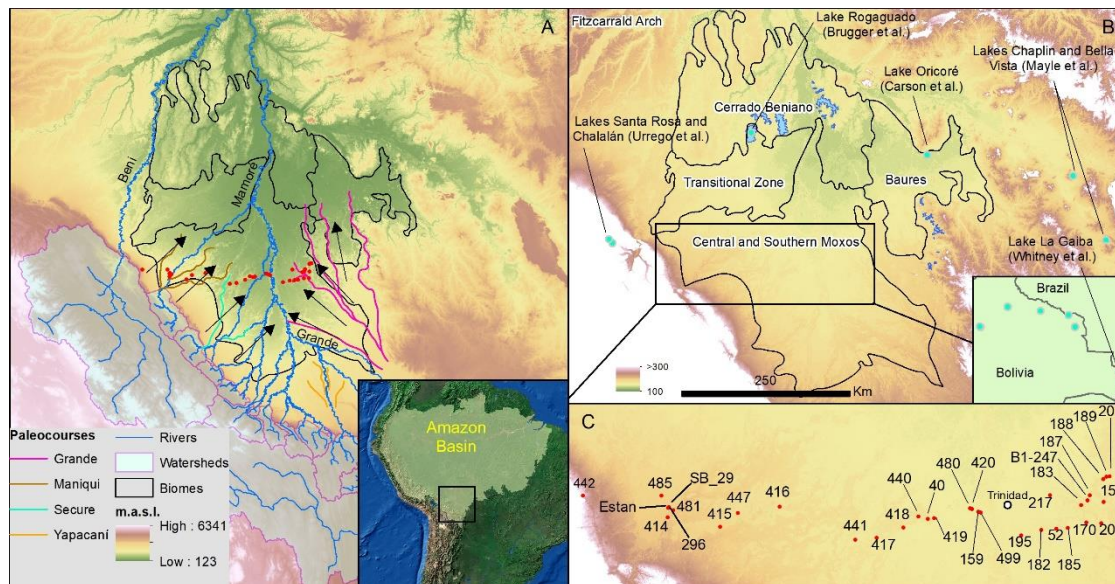 A
Beni
Mamore
Grande
Paleocourses
Grande
Maniqui
Secure
Yapacaní
Rivers
Watersheds
Biomes
m.a.s.l.
High : 6341
Low : 123
Amazon
Basin
B
Fitzcarrald Arch
Lake Rogaguado
(Brugger et al.)
Lakes Chaplin and Bella
Vista (Mayle et al.)
Lake Oricoré
(Carson et al.)
Cerrado Beniano
Lakes Santa Rosa and
Chalalán (Urrego et al.)
Transitional Zone
Baures
Central and Southern Moxos
Lake La Gaiba
(Whitney et al.)
Brazil
Bolivia
>300
<100
250
Km
C
442
485
SB_29
Estan
481
414
296
447
415
416
441
417
418
440
40
419
480
420
159
499
Trinidad
217
195
182
52
185
170
183
B1-247
187
188
189